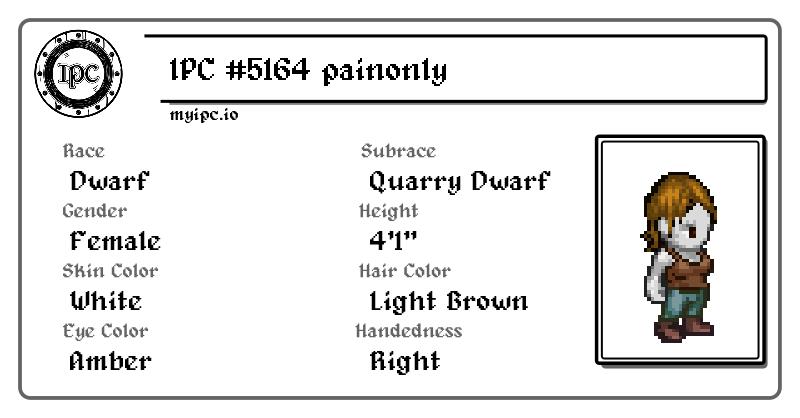 IPC
IPC #5164 painonly
myipc.io
Race
Dwarf
Subrace
Quarry Dwarf
Gender
Female
Height
4'1"
Skin Color
White
Hair Color
Light Brown
Eye Color
Amber
Handedness
Right